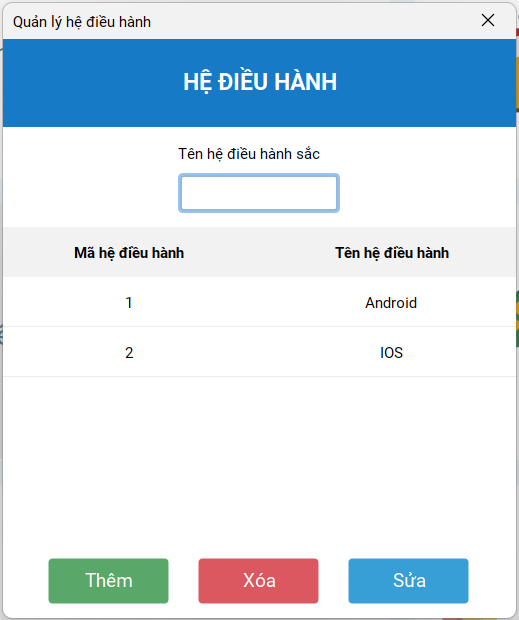 Quản lý hệ điều hành
HỆ ĐIỀU HÀNH
Tên hệ điều hành sắc
Mã hệ điều hành Tên hệ điều hành
1 Android
2 IOS
Thêm Xóa Sửa